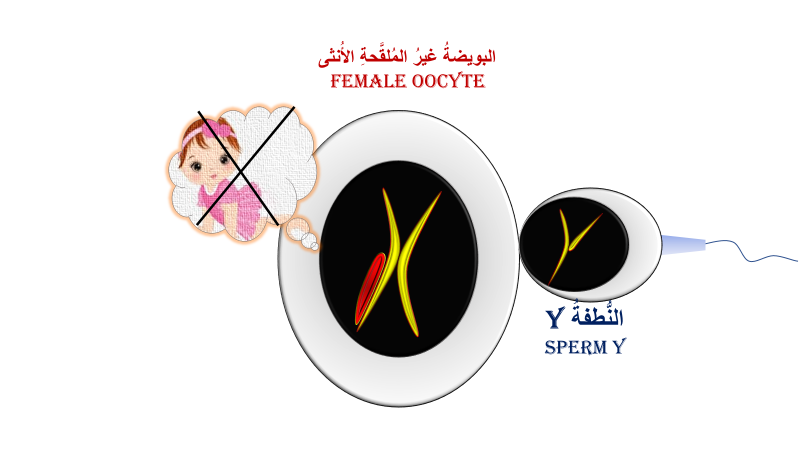 البويضةُ غيرُ المُلقَّحةِ الأُنثى
FEMALE OOCYTE
النُّطفةُ Y
SPERM Y